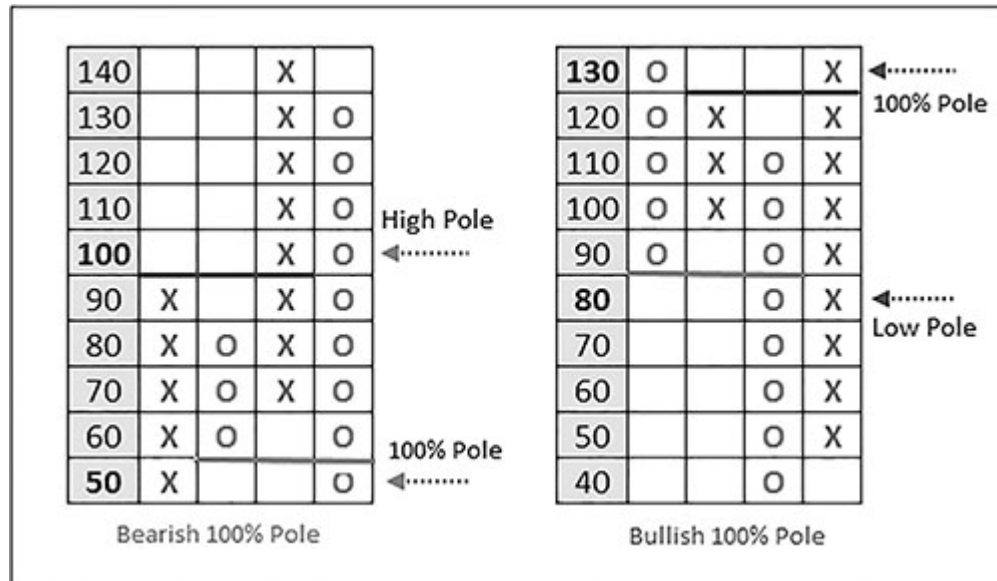 140 X
130 X O
120 X O
110 X O
100 X O
90 X X O
80 X O X O
70 X O X O
60 X O O
50 X O
High Pole
100% Pole
Bearish 100% Pole
130 O X
120 O X X
110 O X O X
100 O X O X
90 O O X
80 O X
70 O X
60 O X
50 O X
40 O
100% Pole
Low Pole
Bullish 100% Pole